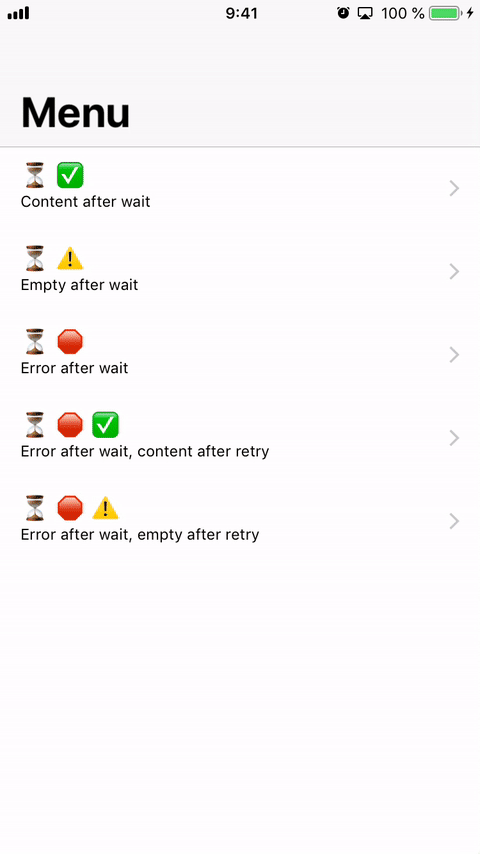 9:41
100 %
Menu
⏳ ✅
Content after wait
⏳ ⚠️
Empty after wait
⏳ 🛑
Error after wait
⏳ 🛑 ✅
Error after wait, content after retry
⏳ 🛑 ⚠️
Error after wait, empty after retry